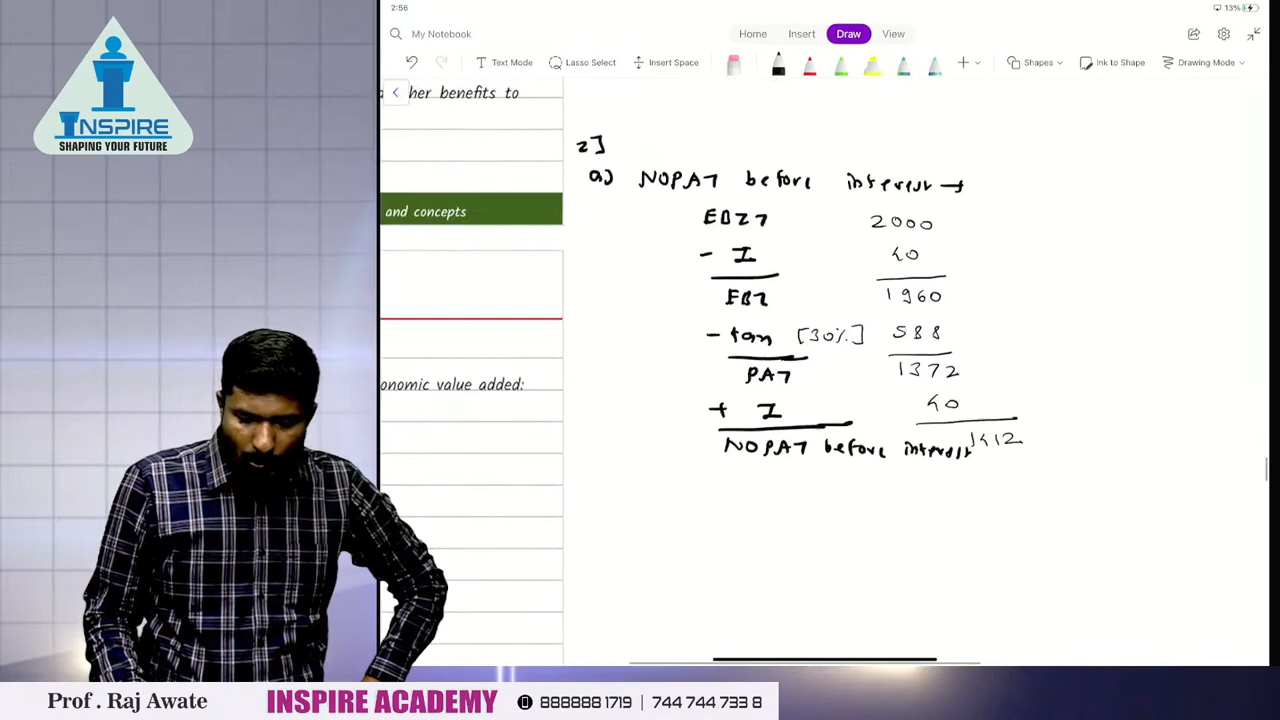 2:56
13%
INSPIRE
SHAPING YOUR FUTURE
My Notebook
Home Insert Draw View
Text Mode Lasso Select Insert Space Shapes Ink to Shape Drawing Mode
her benefits to
and concepts
onomic value added:
2]
a) NOPAT before interest →
EBIT 2000
- I 40
EBT 1960
- tax [30%] 588
PAT 1372
+ I 40
NOPAT before interest 1412
Prof. Raj Awate INSPIRE ACADEMY 888888 1719 | 744 744 733 8